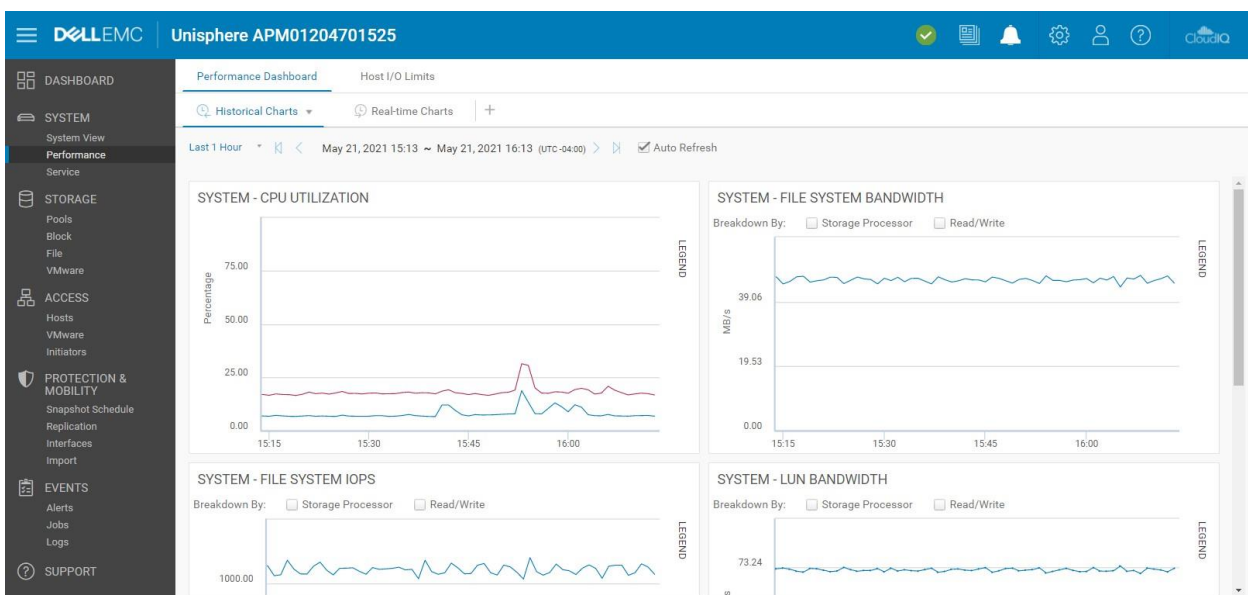 DELLEMC Unisphere APM01204701525 CloudIQ
DASHBOARD
SYSTEM
System View
Performance
Service
STORAGE
Pools
Block
File
VMware
ACCESS
Hosts
VMware
Initiators
PROTECTION &
MOBILITY
Snapshot Schedule
Replication
Interfaces
Import
EVENTS
Alerts
Jobs
Logs
SUPPORT
Performance Dashboard Host I/O Limits
Historical Charts Real-time Charts +
Last 1 Hour May 21, 2021 15:13 ~ May 21, 2021 16:13 (UTC -04:00) Auto Refresh
SYSTEM - CPU UTILIZATION
LEGEND
Percentage
75.00
50.00
25.00
0.00
15:15 15:30 15:45 16:00
SYSTEM - FILE SYSTEM BANDWIDTH
Breakdown By: Storage Processor Read/Write
LEGEND
MB/s
39.06
19.53
0.00
15:15 15:30 15:45 16:00
SYSTEM - FILE SYSTEM IOPS
Breakdown By: Storage Processor Read/Write
LEGEND
1000.00
SYSTEM - LUN BANDWIDTH
Breakdown By: Storage Processor Read/Write
LEGEND
73.24